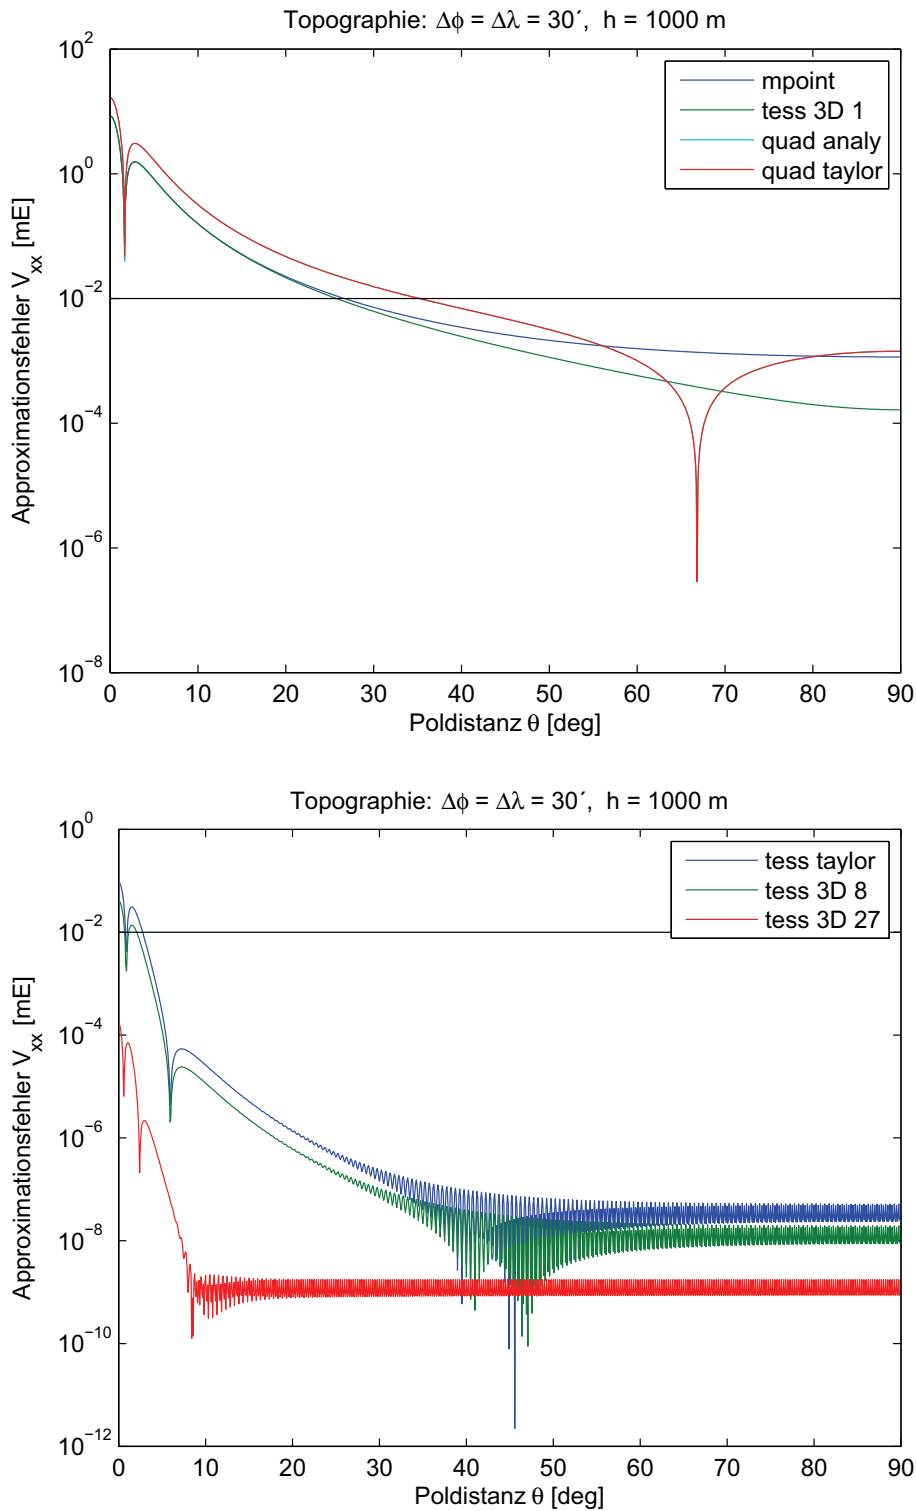 Topographie: Δϕ = Δλ = 30´, h = 1000 m
10^2
10^0
10^−2
10^−4
10^−6
10^−8
Approximationsfehler V_xx [mE]
mpoint
tess 3D 1
quad analy
quad taylor
0 10 20 30 40 50 60 70 80 90
Poldistanz θ [deg]
Topographie: Δϕ = Δλ = 30´, h = 1000 m
10^0
10^−2
10^−4
10^−6
10^−8
10^−10
10^−12
Approximationsfehler V_xx [mE]
tess taylor
tess 3D 8
tess 3D 27
0 10 20 30 40 50 60 70 80 90
Poldistanz θ [deg]